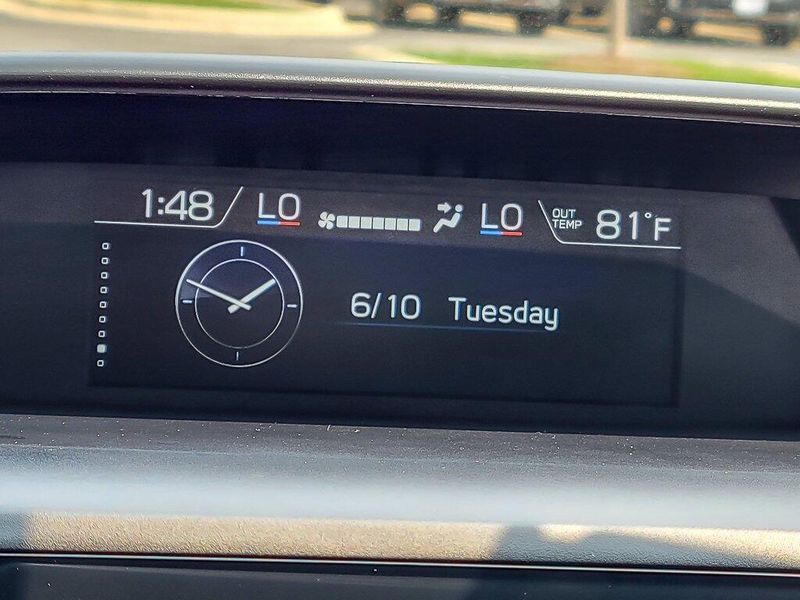 1:48 LO LO OUT TEMP 81°F
6/10 Tuesday